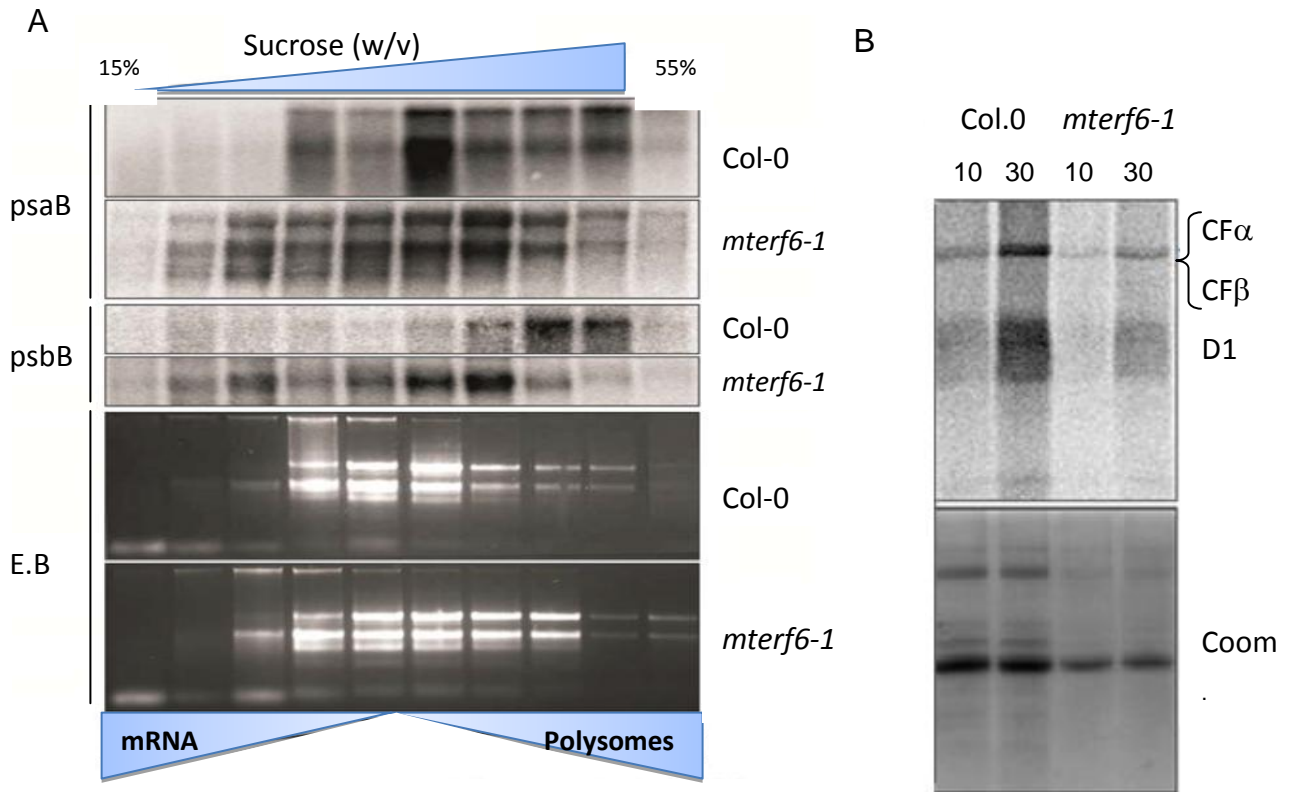 A
Sucrose (w/v)
15%
55%
psaB
Col-0
mterf6-1
psbB
Col-0
mterf6-1
E.B
Col-0
mterf6-1
mRNA
Polysomes
B
Col.0 mterf6-1
10 30 10 30
CFα
CFβ
D1
Coom
.